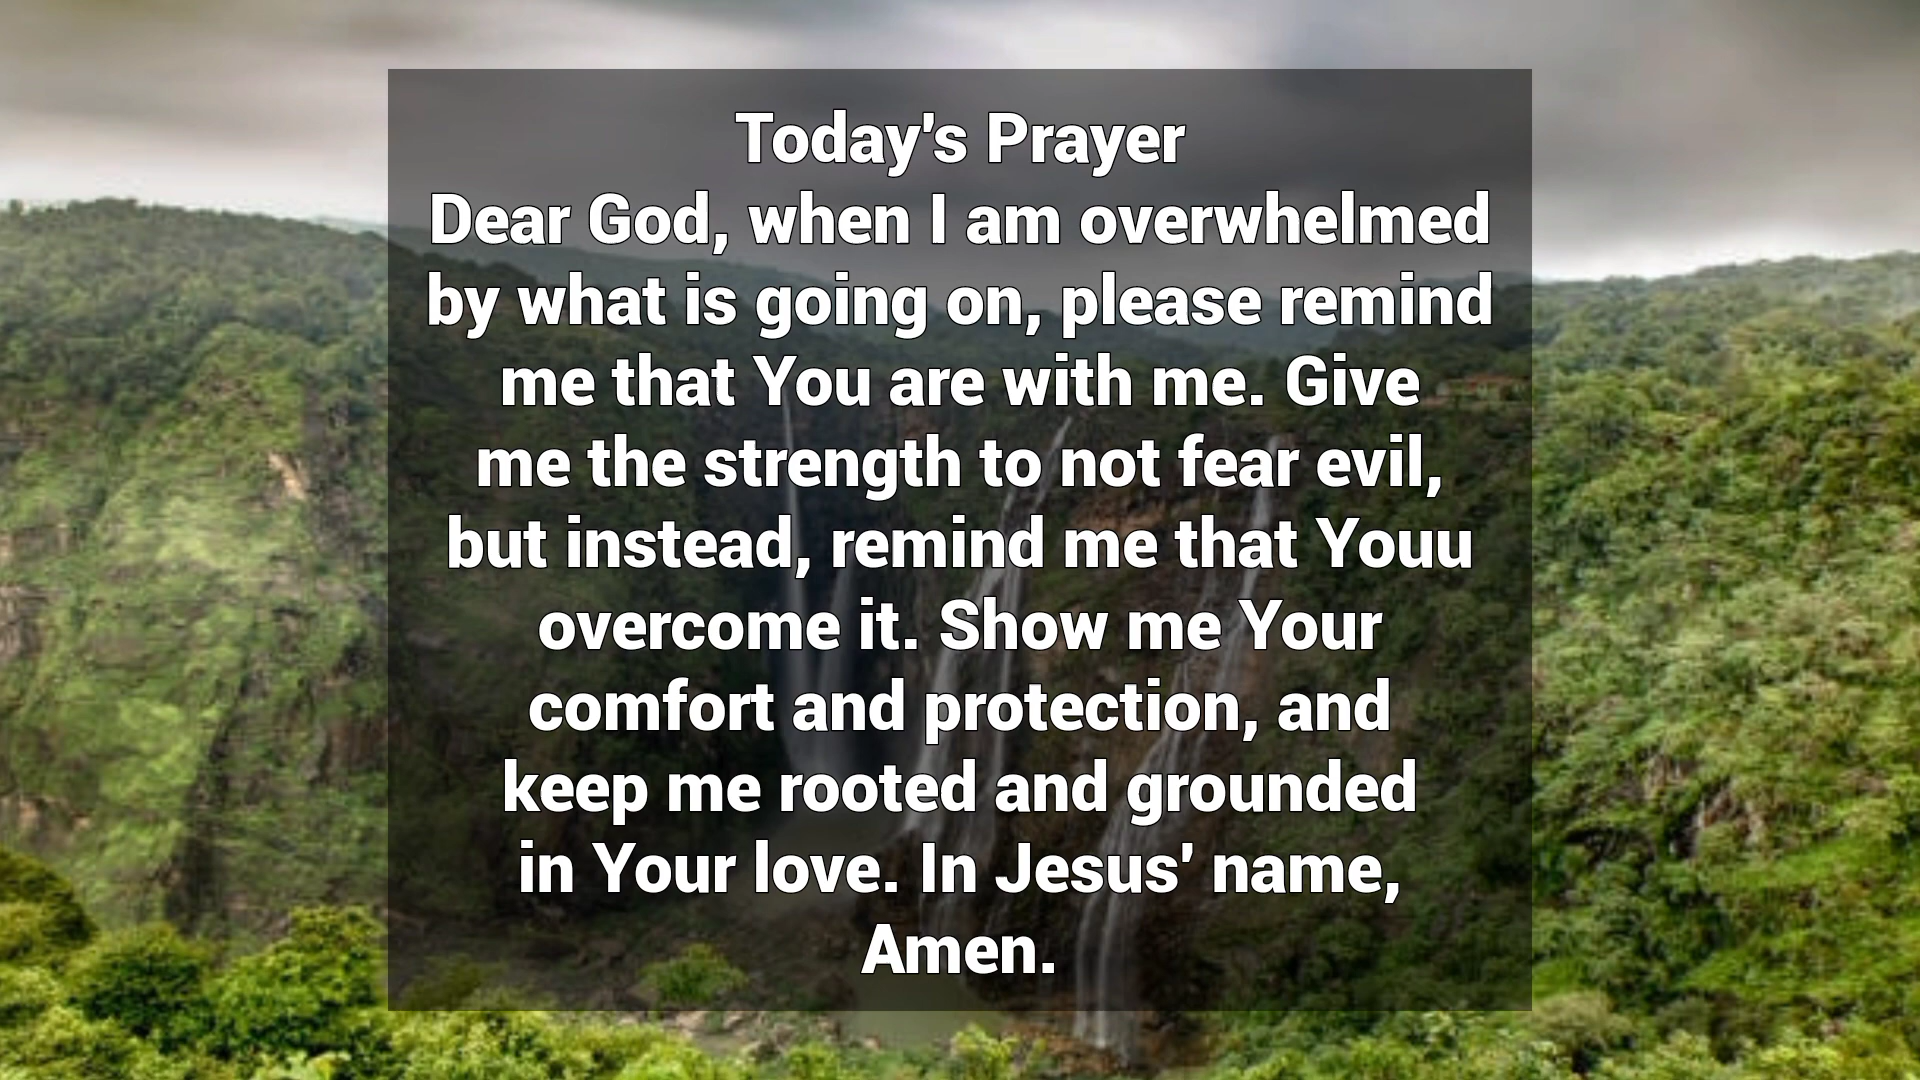 Today's Prayer
Dear God, when I am overwhelmed
by what is going on, please remind
me that You are with me. Give
me the strength to not fear evil,
but instead, remind me that Youu
overcome it. Show me Your
comfort and protection, and
keep me rooted and grounded
in Your love. In Jesus' name,
Amen.